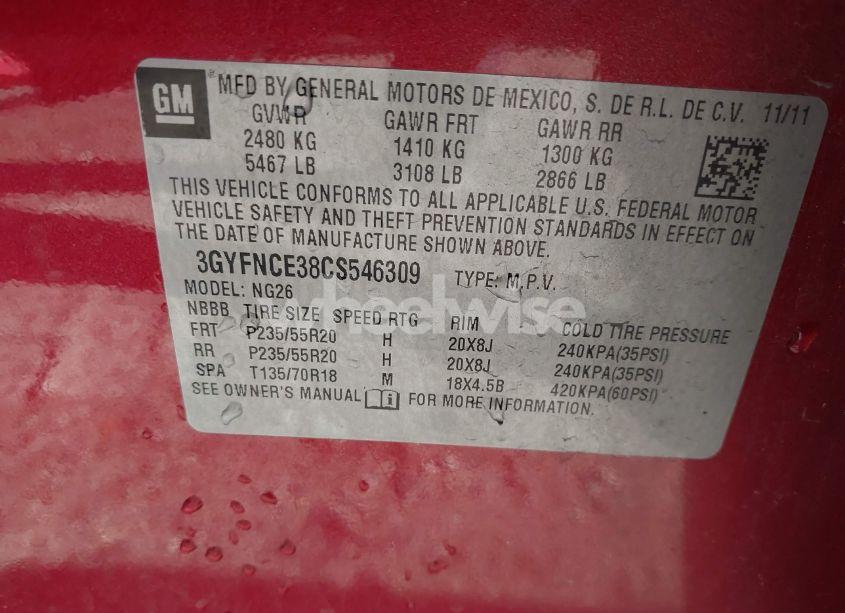 GM
MFD BY GENERAL MOTORS DE MEXICO, S. DE R.L. DE C.V. 11/11
GVWR GAWR FRT GAWR RR
2480 KG 1410 KG 1300 KG
5467 LB 3108 LB 2866 LB
THIS VEHICLE CONFORMS TO ALL APPLICABLE U.S. FEDERAL MOTOR
VEHICLE SAFETY AND THEFT PREVENTION STANDARDS IN EFFECT ON
THE DATE OF MANUFACTURE SHOWN ABOVE.
3GYFNCE38CS546309 TYPE: M.P.V.
MODEL: NG26
wheelwise
NBBB TIRE SIZE SPEED RTG RIM COLD TIRE PRESSURE
FRT P235/55R20 H 20X8J 240KPA(35PSI)
RR P235/55R20 H 20X8J 240KPA(35PSI)
SPA T135/70R18 M 18X4.5B 420KPA(60PSI)
SEE OWNER'S MANUAL FOR MORE INFORMATION.